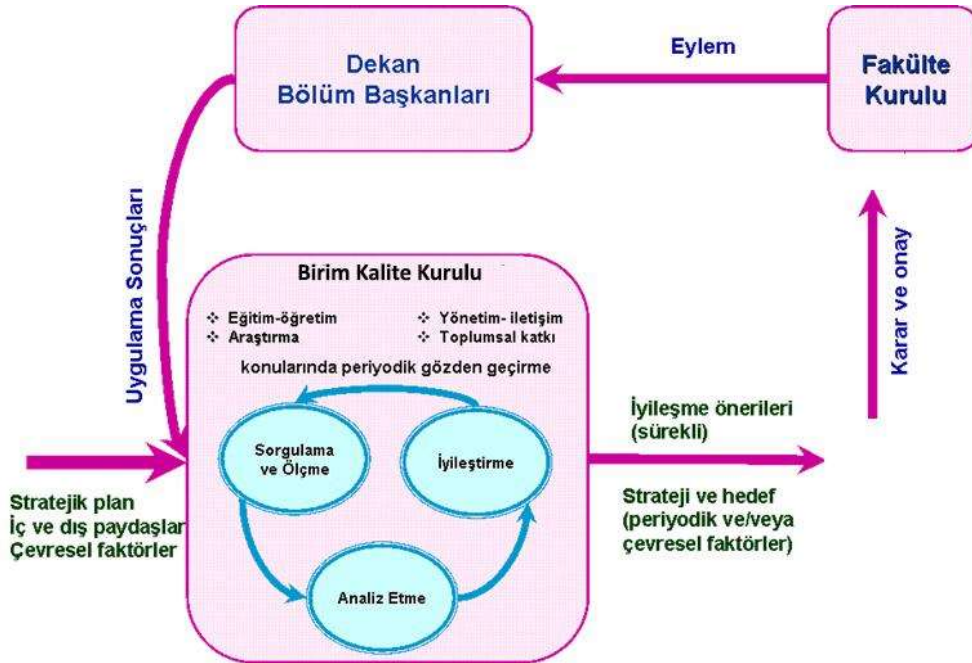 Eylem
Dekan
Bölüm Başkanları
Fakülte
Kurulu
Uygulama Sonuçları
Karar ve onay
Birim Kalite Kurulu
❖ Eğitim-öğretim
❖ Araştırma
❖ Yönetim- iletişim
❖ Toplumsal katkı
konularında periyodik gözden geçirme
Sorgulama
ve Ölçme
İyileştirme
Analiz Etme
Stratejik plan
İç ve dış paydaşlar
Çevresel faktörler
İyileşme önerileri
(sürekli)
Strateji ve hedef
(periyodik ve/veya
çevresel faktörler)